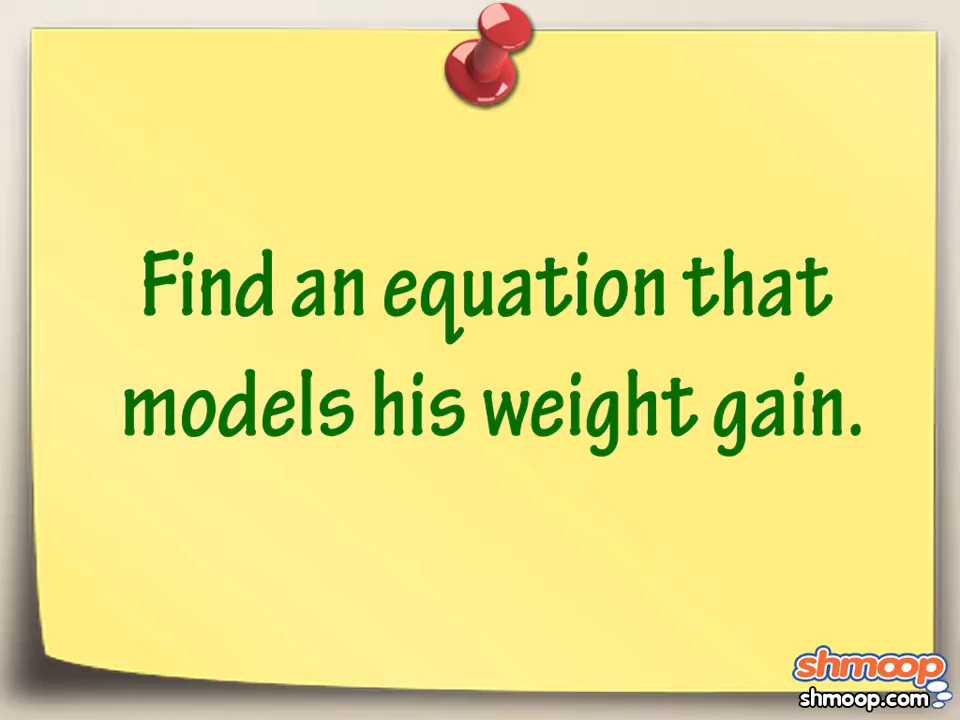 Find an equation that
models his weight gain.
shmoop
shmoop.com